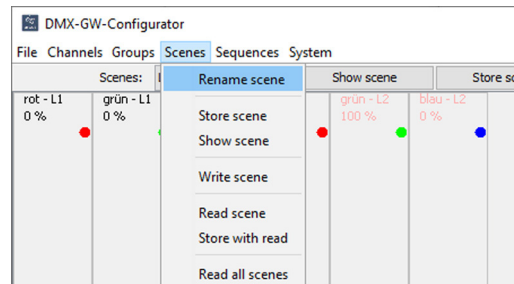 DMX-GW-Configurator
File Channels Groups Scenes Sequences System
Scenes: Show scene Store
rot - L1 grün - L1 grün - L2 blau - L2
0 % 0 % 100 % 0 %
Rename scene
Store scene
Show scene
Write scene
Read scene
Store with read
Read all scenes